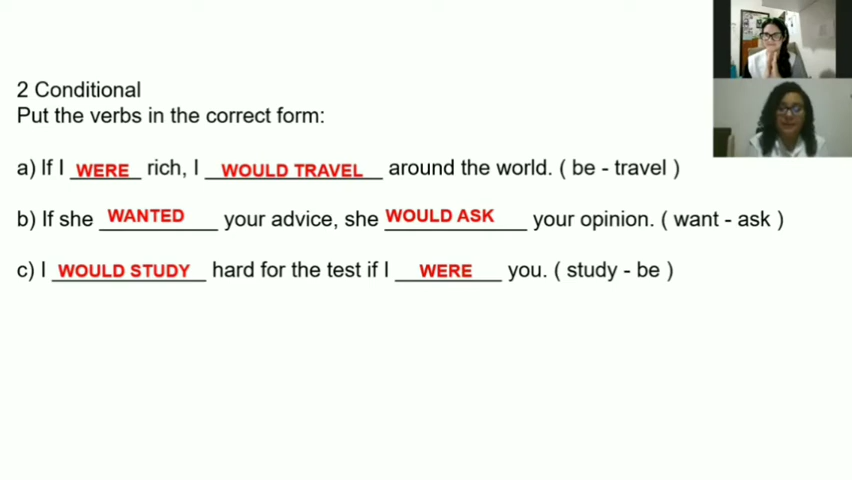 2 Conditional
Put the verbs in the correct form:
a) If I WERE rich, I WOULD TRAVEL around the world. ( be - travel )
b) If she WANTED your advice, she WOULD ASK your opinion. ( want - ask )
c) I WOULD STUDY hard for the test if I WERE you. ( study - be )